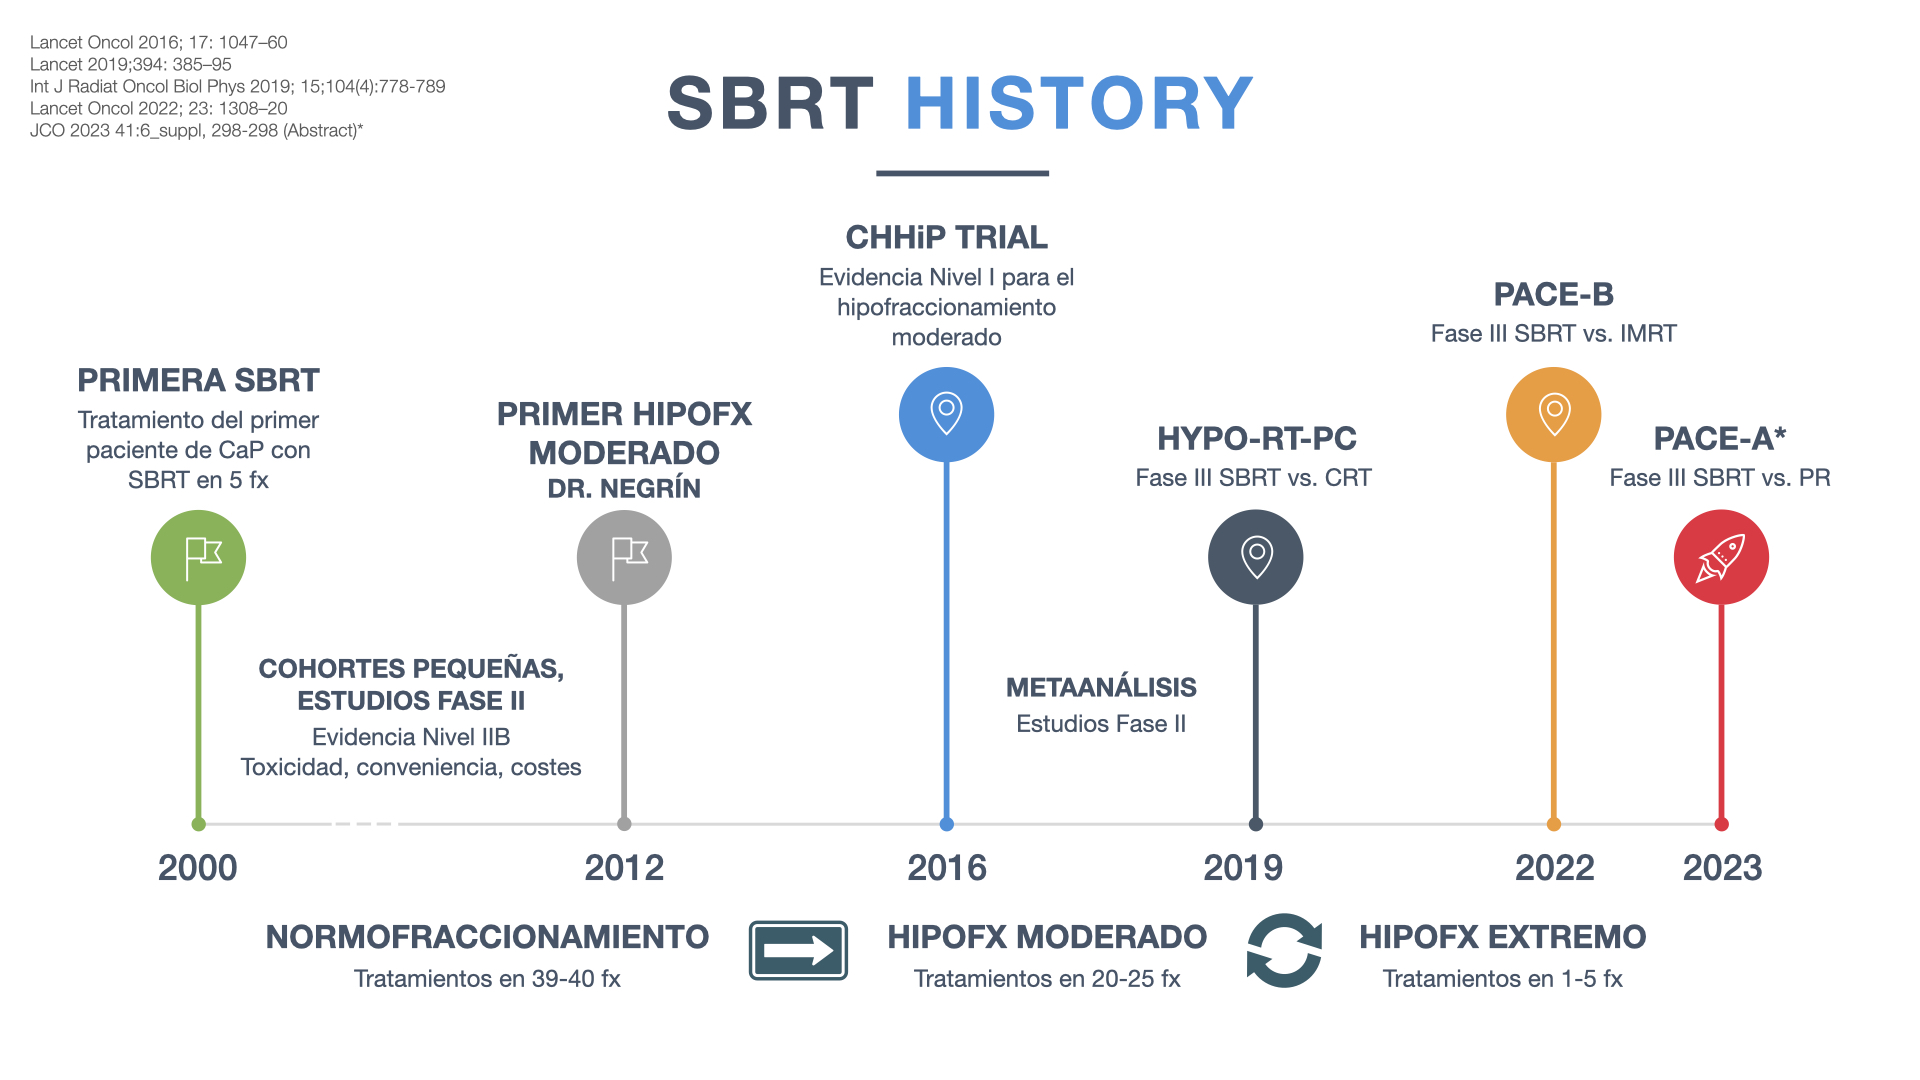 Lancet Oncol 2016; 17: 1047–60
Lancet 2019;394: 385–95
Int J Radiat Oncol Biol Phys 2019; 15;104(4):778-789
Lancet Oncol 2022; 23: 1308–20
JCO 2023 41:6_suppl, 298-298 (Abstract)*
SBRT HISTORY
PRIMERA SBRT
Tratamiento del primer
paciente de CaP con
SBRT en 5 fx
COHORTES PEQUEÑAS,
ESTUDIOS FASE II
Evidencia Nivel IIB
Toxicidad, conveniencia, costes
PRIMER HIPOFX
MODERADO
DR. NEGRÍN
CHHiP TRIAL
Evidencia Nivel I para el
hipofraccionamiento
moderado
METAANÁLISIS
Estudios Fase II
HYPO-RT-PC
Fase III SBRT vs. CRT
PACE-B
Fase III SBRT vs. IMRT
PACE-A*
Fase III SBRT vs. PR
2000
2012
2016
2019
2022
2023
NORMOFRACCIONAMIENTO
Tratamientos en 39-40 fx
HIPOFX MODERADO
Tratamientos en 20-25 fx
HIPOFX EXTREMO
Tratamientos en 1-5 fx